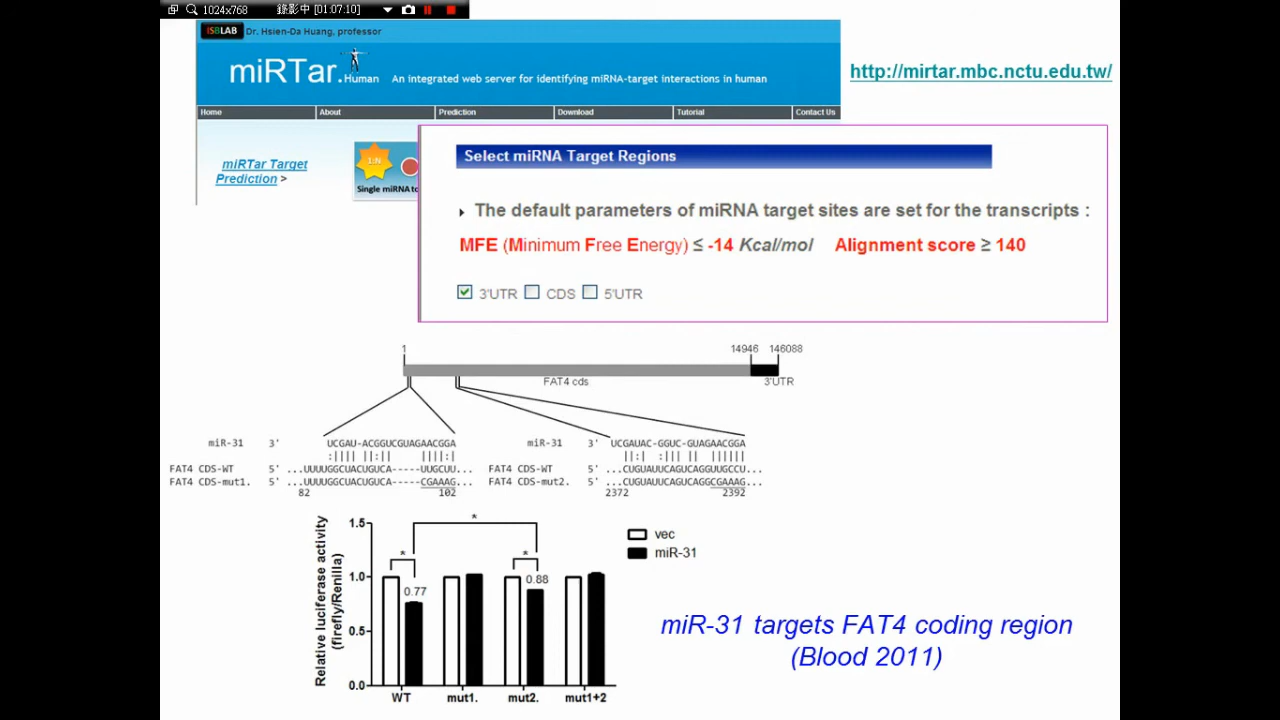 1024x768 錄影中 [01:07.10]
iSBLAB Dr. Hsien-Da Huang, professor
miRTar.Human An integrated web server for identifying miRNA-target interactions in human
http://mirtar.mbc.nctu.edu.tw/
Home About Prediction Download Tutorial Contact Us
miRTar Target
Prediction >
1:N
Single miRNA to
Select miRNA Target Regions
The default parameters of miRNA target sites are set for the transcripts :
MFE (Minimum Free Energy) ≤ -14 Kcal/mol Alignment score ≥ 140
3'UTR CDS 5'UTR
1 14946 146088
FAT4 cds 3'UTR
miR-31 3' UCGAU-ACGGUCGUAGAACGGA miR-31 3' UCGAUAC-GGUC-GUAGAACGGA
FAT4 CDS-WT 5' ...UUUUGGCUACUGUCA-----UUGCUU... FAT4 CDS-WT 5' ...CUGUAUUCAGUCAGGUUGCCU...
FAT4 CDS-mut1. 5' ...UUUUGGCUACUGUCA-----CGAAAG... FAT4 CDS-mut2. 5' ...CUGUAUUCAGUCAGGCGAAAG...
82 102 2372 2392
Relative luciferase activity
(firefly/Renilla)
1.5
1.0
0.5
0.0
* * *
0.77 0.88
WT mut1. mut2. mut1+2
vec
miR-31
miR-31 targets FAT4 coding region
(Blood 2011)